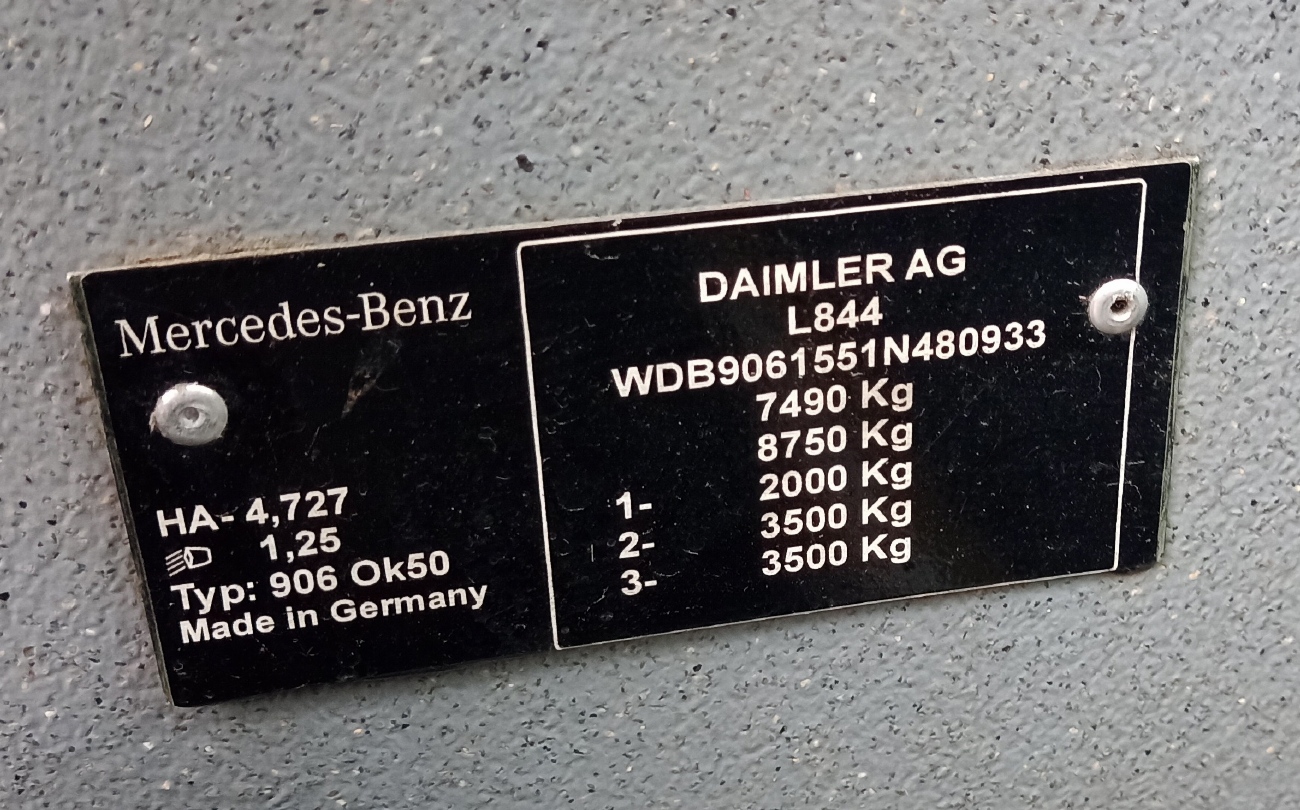 Mercedes-Benz
HA- 4,727
1,25
Typ: 906 Ok50
Made in Germany
DAIMLER AG
L844
WDB9061551N480933
7490 Kg
8750 Kg
1- 2000 Kg
2- 3500 Kg
3- 3500 Kg